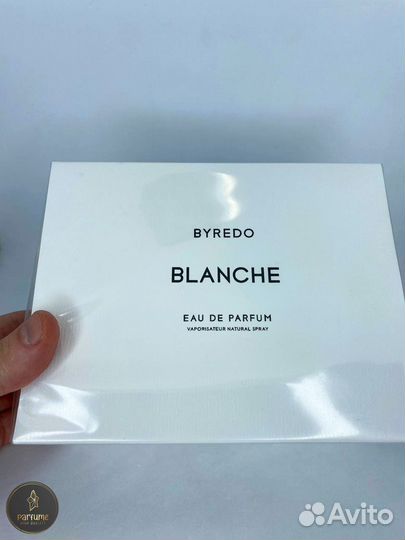 BYREDO
BLANCHE
EAU DE PARFUM
VAPORISATEUR NATURAL SPRAY
Parfume
Avito